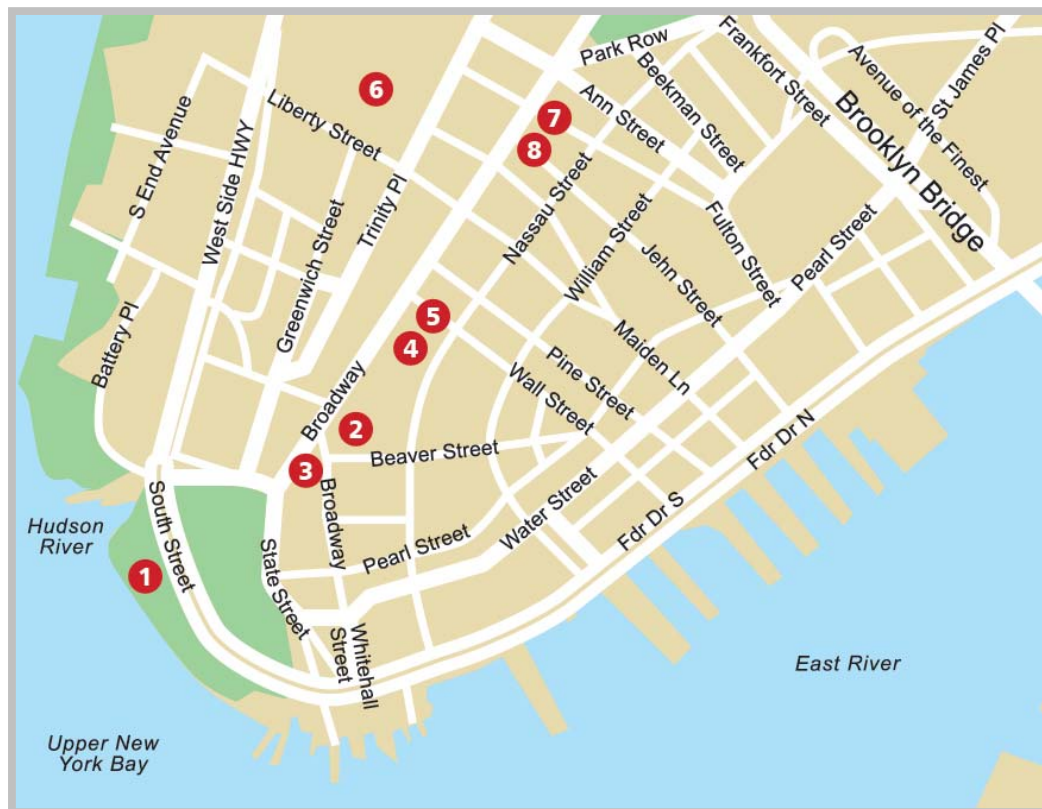 Park Row
Frankfort Street
Beekman Street
Ann Street
Avenue of the Finest
St. James Pl
Brooklyn Bridge
6
7
8
Liberty Street
S End Avenue
West Side HWY
Trinity Pl
Greenwich Street
Nassau Street
William Street
Fulton Street
Jehn Street
Pearl Street
Battery Pl
5
4
Maiden Ln
Pine Street
Wall Street
Broadway
2
3
Beaver Street
Broadway
Fdr Dr N
Hudson
River
South Street
Water Street
Fdr Dr S
Pearl Street
1
State Street
Whitehall
Street
East River
Upper New
York Bay